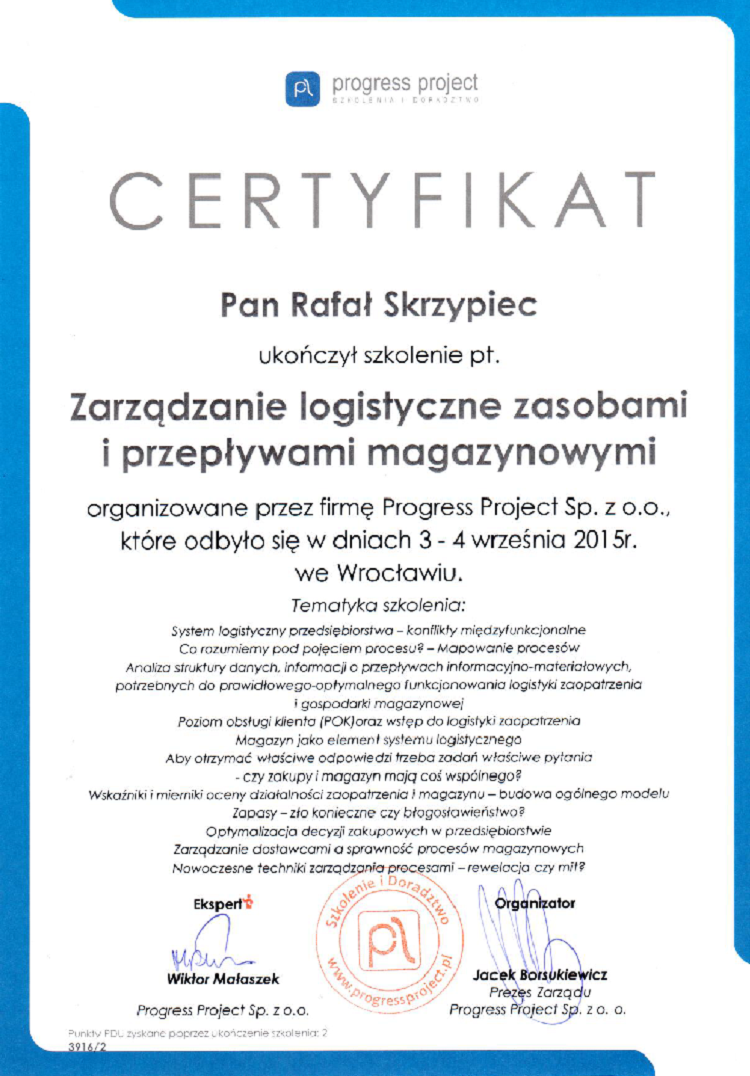 progress project
SZKOLENIA I DORADZTWO
CERTYFIKAT
Pan Rafał Skrzypiec
ukończył szkolenie pt.
Zarządzanie logistyczne zasobami
i przepływami magazynowymi
organizowane przez firmę Progress Project Sp. z o.o.,
które odbyło się w dniach 3 - 4 września 2015r.
we Wrocławiu.
Tematyka szkolenia:
System logistyczny przedsiębiorstwa – konflikty międzyfunkcjonalne
Co rozumiemy pod pojęciem procesu? – Mapowanie procesów
Analiza struktury danych, informacji o przepływach informacyjno-materiałowych,
potrzebnych do prawidłowego-optymalnego funkcjonowania logistyki zaopatrzenia
i gospodarki magazynowej
Poziom obsługi klienta (POK)oraz wstęp do logistyki zaopatrzenia
Magazyn jako element systemu logistycznego
Aby otrzymać właściwe odpowiedzi trzeba zadań właściwe pytania
- czy zakupy i magazyn mają coś wspólnego?
Wskaźniki i mierniki oceny działalności zaopatrzenia i magazynu – budowa ogólnego modelu
Zapasy – zło konieczne czy błogosławieństwo?
Optymalizacja decyzji zakupowych w przedsiębiorstwie
Zarządzanie dostawcami a sprawność procesów magazynowych
Nowoczesne techniki zarządzania procesami – rewelacja czy mit?
Szkolenie i Doradztwo
www.progressproject.pl
Ekspert
Organizator
Wiktor Małaszek
Jacek Borsukiewicz
Prezes Zarządu
Progress Project Sp. z o.o.
Progress Project Sp. z o. o.
Punkty PDU zyskane poprzez ukończenie szkolenia: 2
3916/2